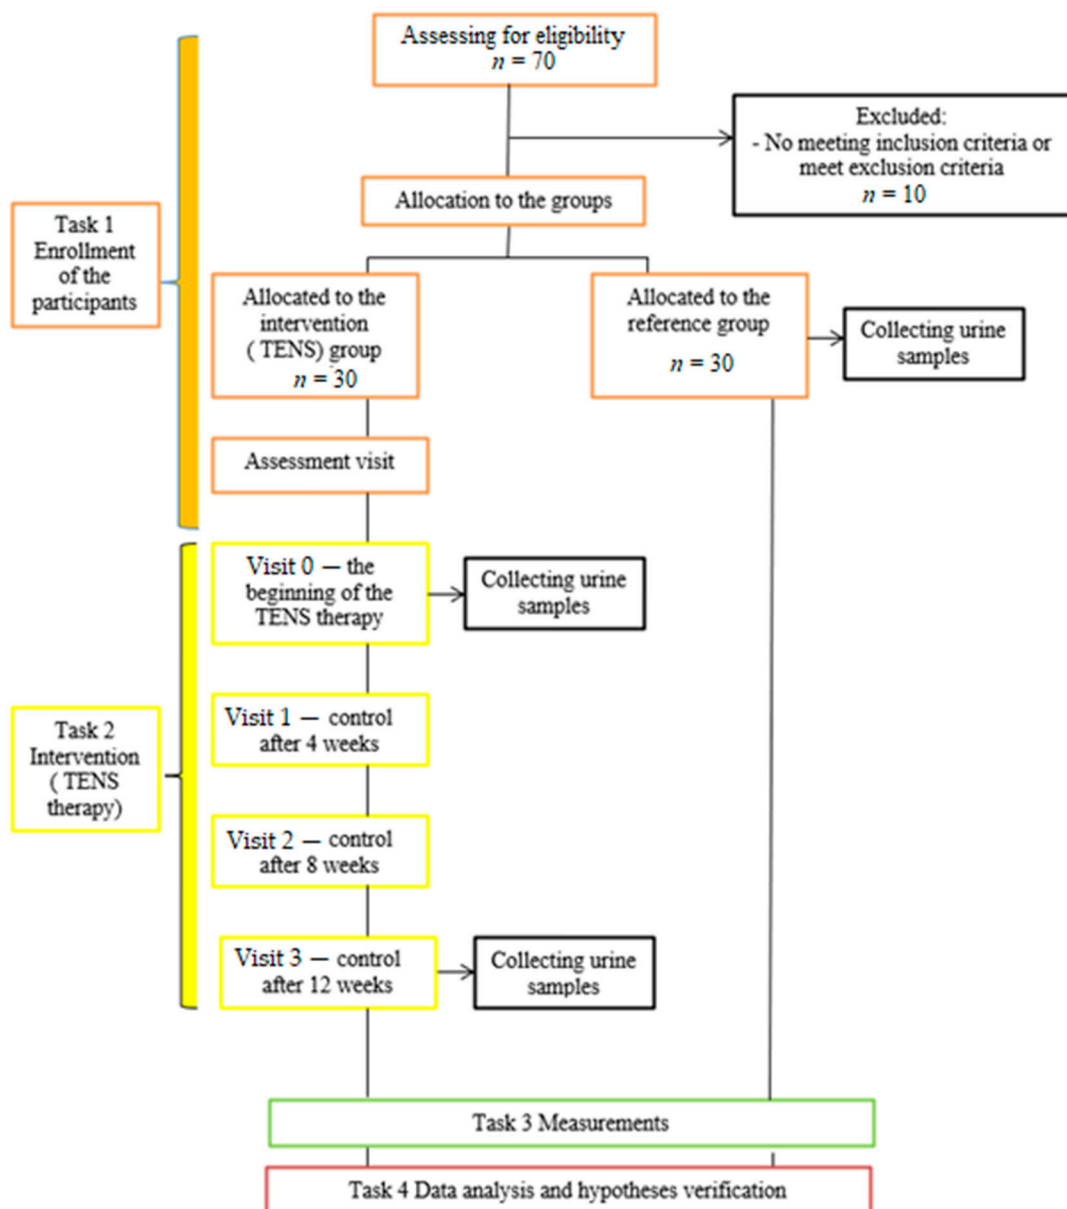 Assessing for eligibility
n = 70
Excluded:
- No meeting inclusion criteria or
meet exclusion criteria
n = 10
Allocation to the groups
Task 1
Enrollment
of the
participants
Allocated to the
intervention
( TENS) group
n = 30
Allocated to the
reference group
n = 30
Collecting urine
samples
Assessment visit
Visit 0 — the
beginning of the
TENS therapy
Collecting urine
samples
Task 2
Intervention
( TENS
therapy)
Visit 1 — control
after 4 weeks
Visit 2 — control
after 8 weeks
Visit 3 — control
after 12 weeks
Collecting urine
samples
Task 3 Measurements
Task 4 Data analysis and hypotheses verification